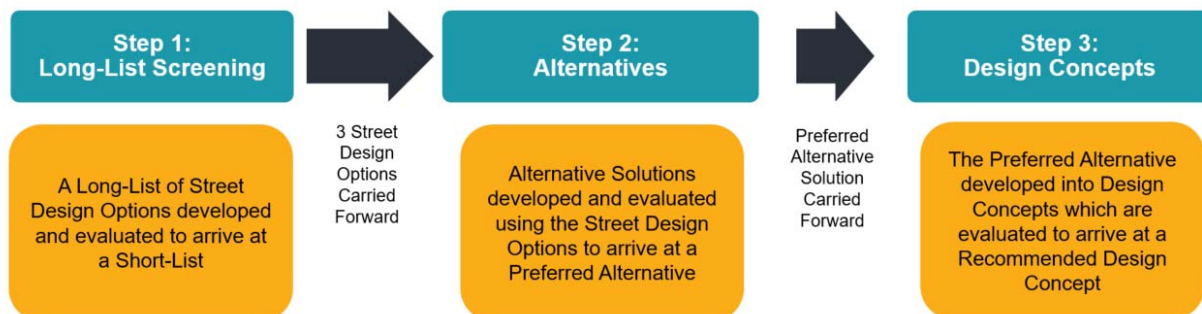 Step 1:
Long-List Screening
A Long-List of Street
Design Options developed
and evaluated to arrive at
a Short-List
3 Street
Design
Options
Carried
Forward
Step 2:
Alternatives
Alternative Solutions
developed and evaluated
using the Street Design
Options to arrive at a
Preferred Alternative
Preferred
Alternative
Solution
Carried
Forward
Step 3:
Design Concepts
The Preferred Alternative
developed into Design
Concepts which are
evaluated to arrive at a
Recommended Design
Concept